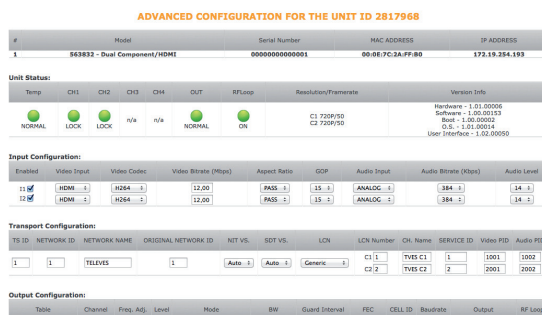 ADVANCED CONFIGURATION FOR THE UNIT ID 2817968
# Model Serial Number MAC ADDRESS IP ADDRESS
1 563832 - Dual Component/HDMI 00000000000001 00:0E:7C:2A:FF:B0 172.19.254.193
Unit Status:
Temp CH1 CH2 CH3 CH4 OUT RFLoop Resolution/Framerate Version Info
NORMAL LOCK LOCK n/a n/a NORMAL ON
C1 720P/50
C2 720P/50
Hardware - 1.01.00006
Software - 1.00.00153
Boot - 1.00.00002
O.S. - 1.01.00014
User Interface - 1.02.00050
Input Configuration:
Enabled Video Input Video Codec Video Bitrate (Mbps) Aspect Ratio GOP Audio Input Audio Bitrate (Kbps) Audio Level
I1 HDMI H264 12,00 PASS 15 ANALOG 384 14
I2 HDMI H264 12,00 PASS 15 ANALOG 384 14
Transport Configuration:
TS ID NETWORK ID NETWORK NAME ORIGINAL NETWORK ID NIT VS. SDT VS. LCN LCN Number CH. Name SERVICE ID Video PID Audio PID
1 1 TELEVES 1 Auto Auto Generic
C1 1 TVES C1 1 1001 1002
C2 2 TVES C2 2 2001 2002
Output Configuration:
Table Channel Freq. Adj. Level Mode BW Guard Interval FEC CELL ID Baudrate Output RF Loop